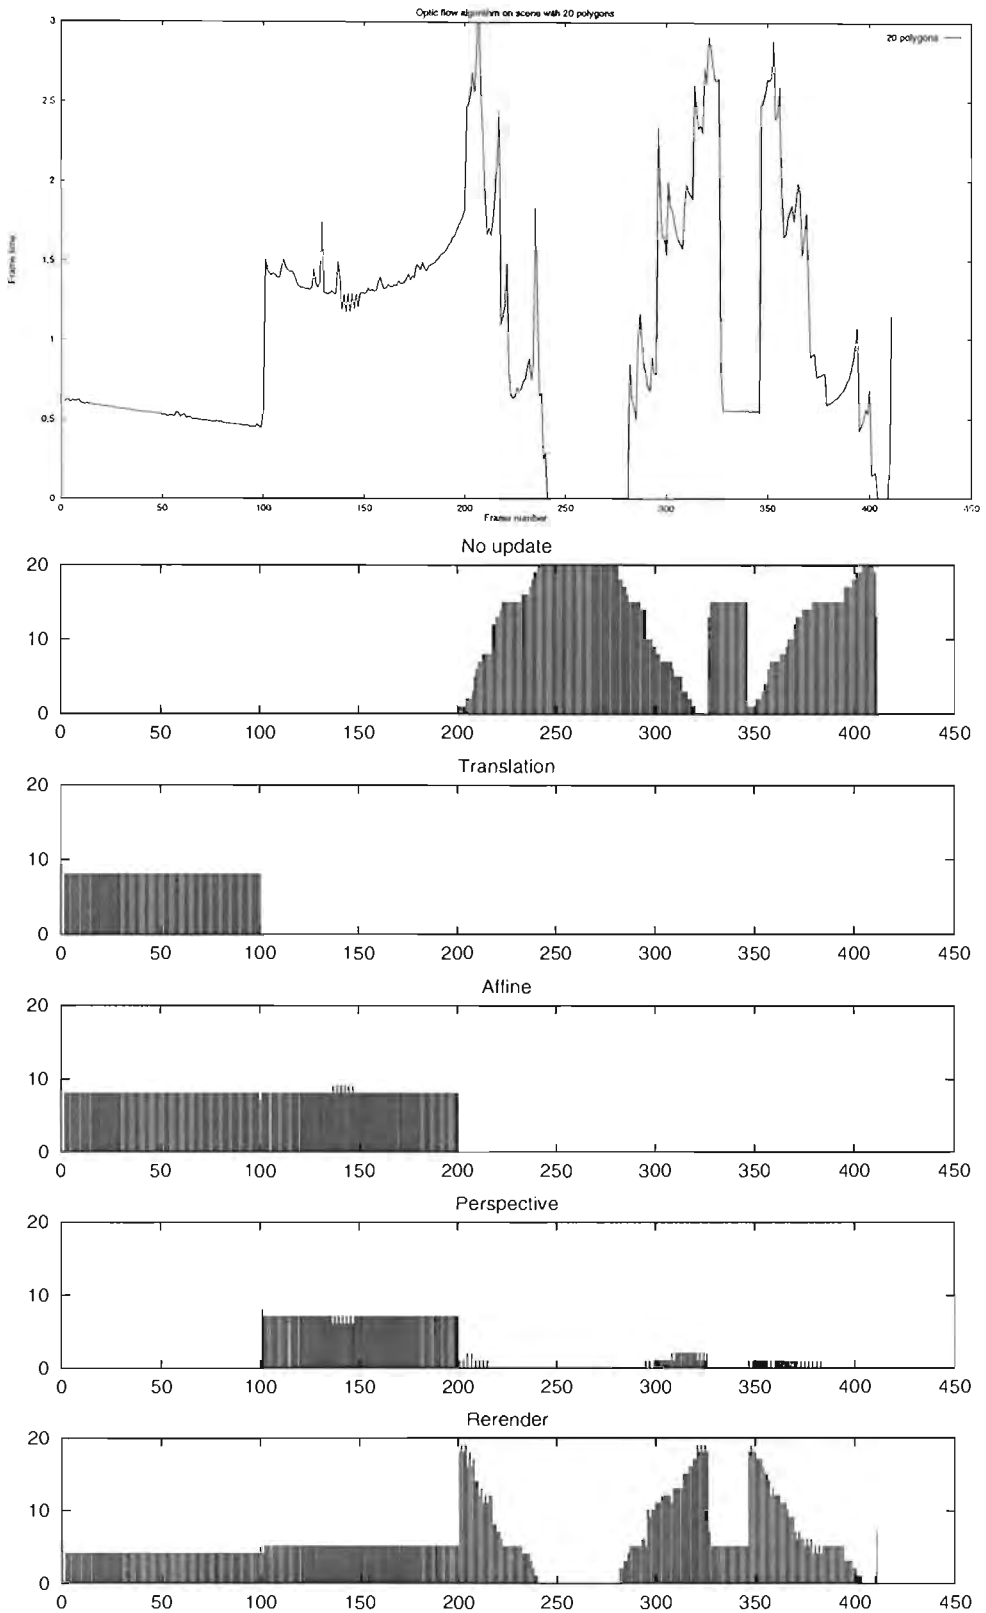 Optic flow algorithm on scene with 20 polygons
3
20 polygons
2.5
2
1.5
1
0.5
0
Frame time
0 50 100 150 200 250 300 350 400 450
Frame number
No update
20
10
0
0 50 100 150 200 250 300 350 400 450
Translation
20
10
0
0 50 100 150 200 250 300 350 400 450
Affine
20
10
0
0 50 100 150 200 250 300 350 400 450
Perspective
20
10
0
0 50 100 150 200 250 300 350 400 450
Rerender
20
10
0
0 50 100 150 200 250 300 350 400 450